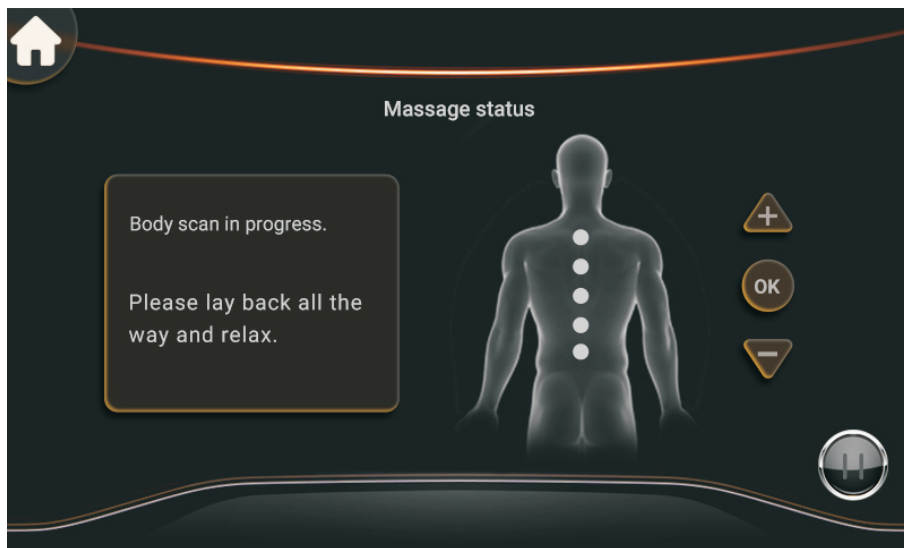 Massage status
Body scan in progress.
Please lay back all the
way and relax.
+
OK
−